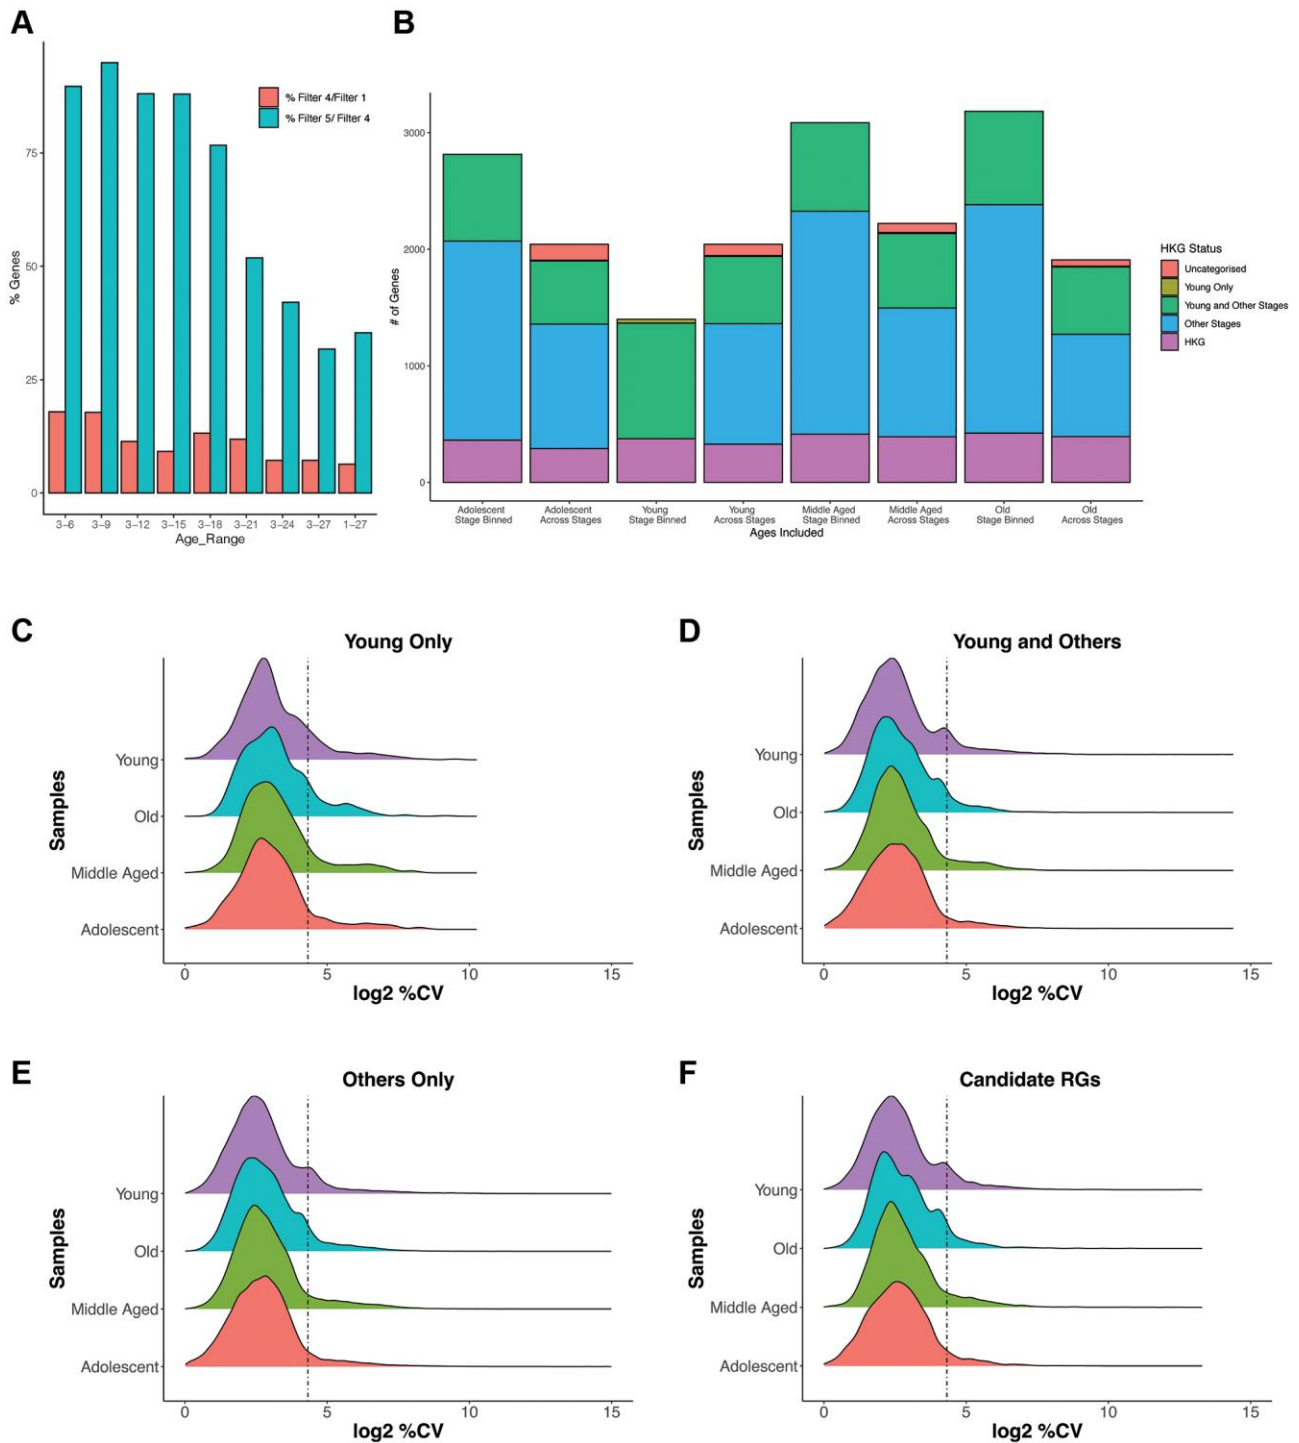 A
% Genes
75
50
25
0
% Filter 4/Filter 1
% Filter 5/ Filter 4
3–6 3–9 3–12 3–15 3–18 3–21 3–24 3–27 1–27
Age_Range
B
# of Genes
3000
2000
1000
0
Adolescent Stage Binned
Adolescent Across Stages
Young Stage Binned
Young Across Stages
Middle Aged Stage Binned
Middle Aged Across Stages
Old Stage Binned
Old Across Stages
Ages Included
HKG Status
Uncategorised
Young Only
Young and Other Stages
Other Stages
HKG
C
Young Only
Samples
Young
Old
Middle Aged
Adolescent
0 5 10 15
log2 %CV
D
Young and Others
Samples
Young
Old
Middle Aged
Adolescent
0 5 10 15
log2 %CV
E
Others Only
Samples
Young
Old
Middle Aged
Adolescent
0 5 10 15
log2 %CV
F
Candidate RGs
Samples
Young
Old
Middle Aged
Adolescent
0 5 10 15
log2 %CV